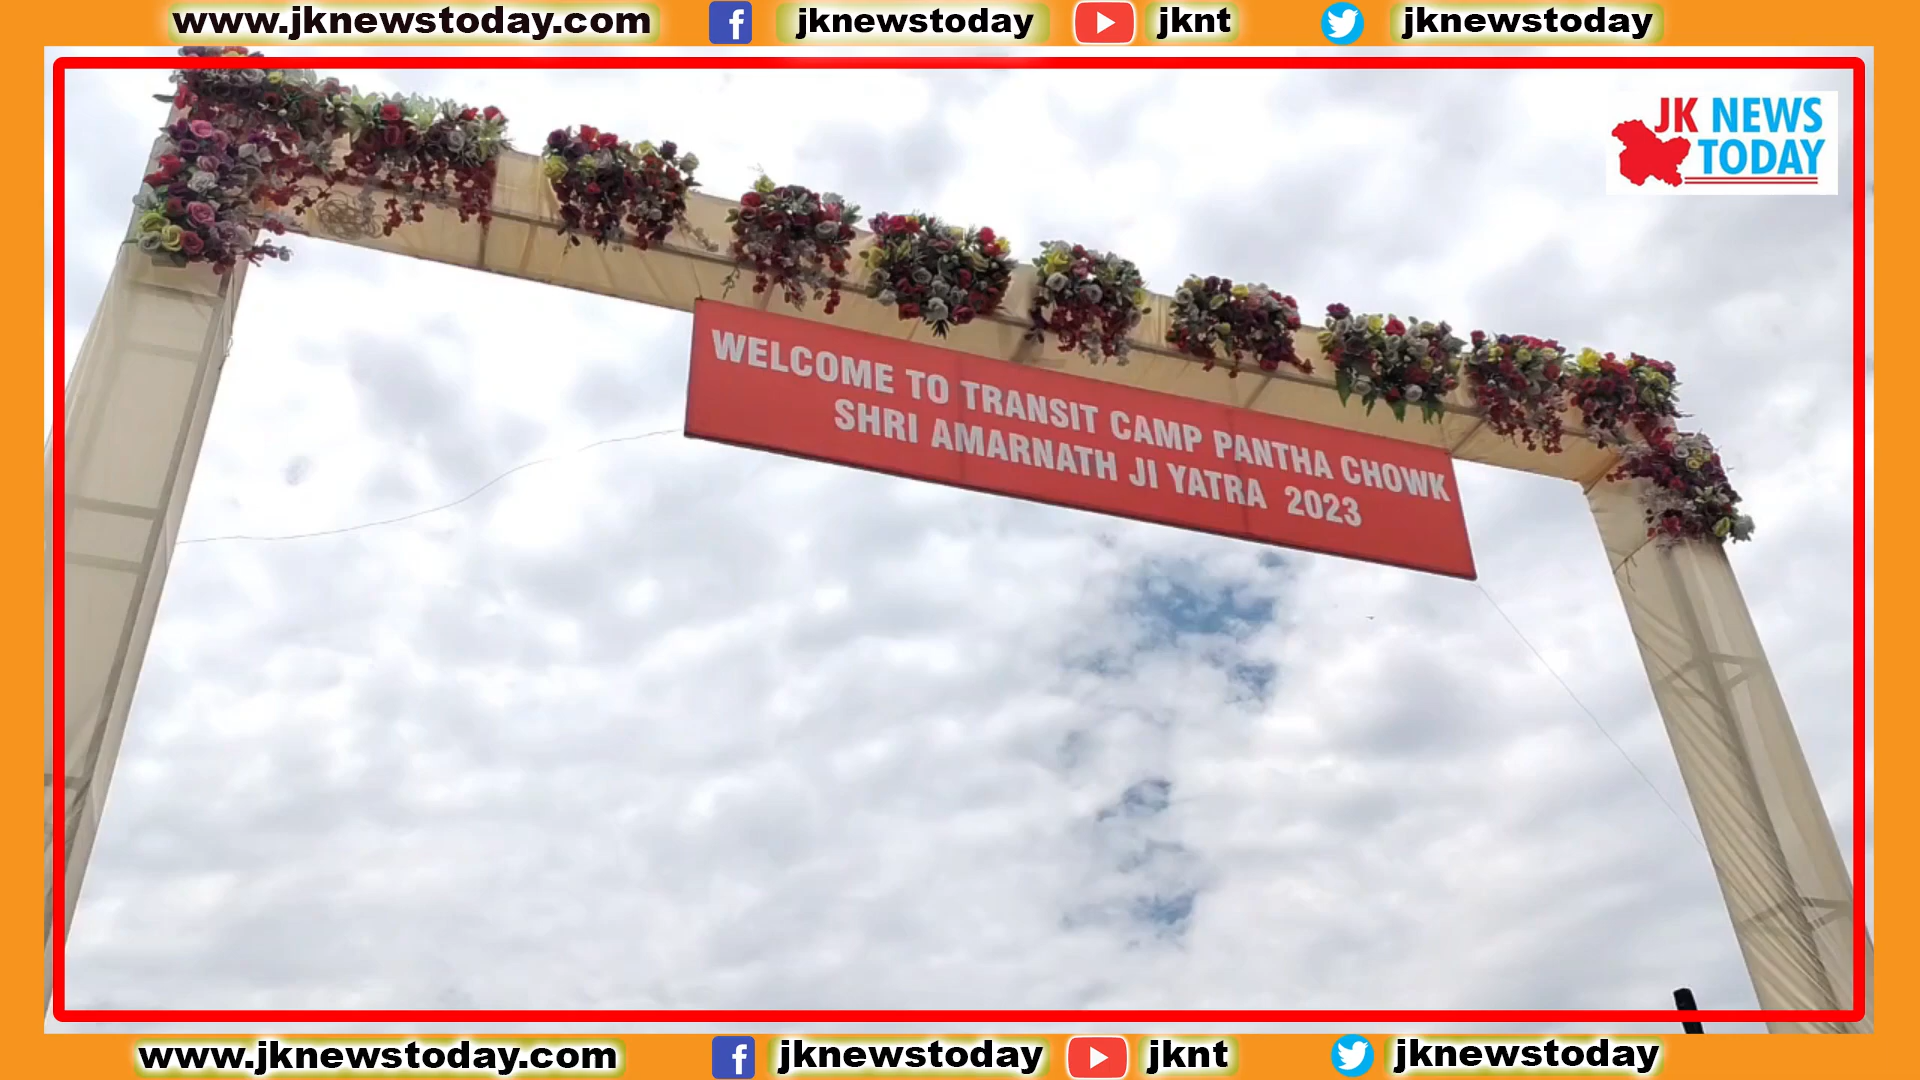 www.jknewstoday.com jknewstoday jknt jknewstoday
JK NEWS
TODAY
WELCOME TO TRANSIT CAMP PANTHA CHOWK
SHRI AMARNATH JI YATRA 2023
www.jknewstoday.com jknewstoday jknt jknewstoday